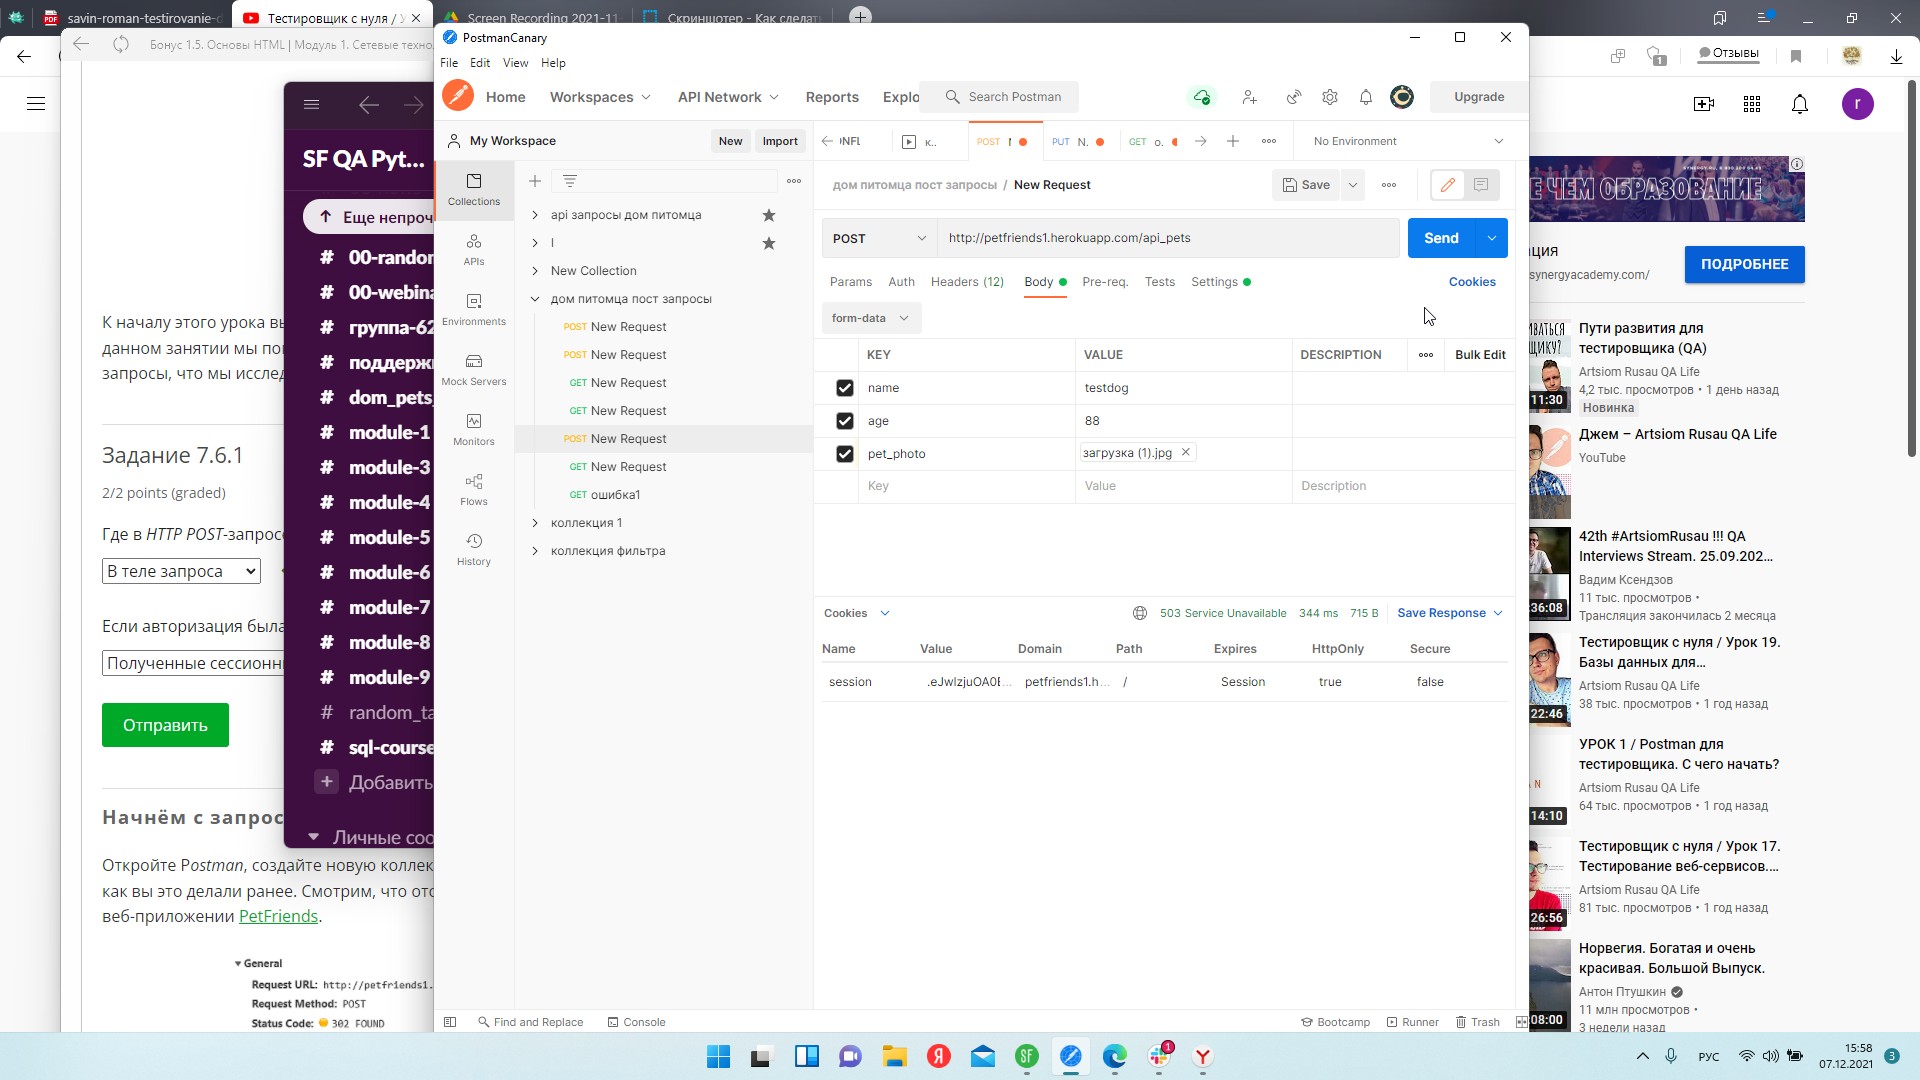 savin-roman-testirovanie-d
Тестировщик с нуля / У
Screen Recording 2021-11-
Скриншотер - Как сделать
Бонус 1.5. Основы HTML | Модуль 1. Сетевые техно
Отзывы
1
r
К началу этого урока вы
данном занятии мы по
запросы, что мы исслед
Задание 7.6.1
2/2 points (graded)
Где в HTTP POST-запрос
В теле запроса
Если авторизация была
Полученные сессионн
Отправить
Начнём с запрос
Откройте Postman, создайте новую коллек
как вы это делали ранее. Смотрим, что отс
веб-приложении PetFriends.
General
Request URL: http://petfriends1.
Request Method: POST
Status Code: 302 FOUND
SF QA Pyt...
Еще непроч
# 00-random
# 00-webina
# группа-62
# поддержк
# dom_pets_
# module-1
# module-3
# module-4
# module-5
# module-6
# module-7
# module-8
# module-9
# random_ta
# sql-course
+ Добавить
Личные соо
PostmanCanary
File Edit View Help
Home Workspaces API Network Reports Explo
Search Postman
Upgrade
My Workspace
New
Import
Collections
APIs
Environments
Mock Servers
Monitors
Flows
History
api запросы дом питомца
I
New Collection
дом питомца пост запросы
POST New Request
POST New Request
GET New Request
GET New Request
POST New Request
GET New Request
GET ошибка1
коллекция 1
коллекция фильтра
к..
POST
PUT N.
GET о.
No Environment
дом питомца пост запросы / New Request
Save
POST
http://petfriends1.herokuapp.com/api_pets
Send
Params Auth Headers (12) Body Pre-req. Tests Settings
Cookies
form-data
KEY VALUE DESCRIPTION Bulk Edit
name testdog
age 88
pet_photo загрузка (1).jpg
Key Value Description
Cookies
503 Service Unavailable 344 ms 715 B Save Response
Name Value Domain Path Expires HttpOnly Secure
session .eJwlzjuOA0E... petfriends1.h... / Session true false
Find and Replace
Console
Bootcamp
Runner
Trash
Е ЧЕМ ОБРАЗОВАНИЕ
ция
synergyacademy.com/
ПОДРОБНЕЕ
11:30
Пути развития для
тестировщика (QA)
Artsiom Rusau QA Life
4,2 тыс. просмотров • 1 день назад
Новинка
Джем – Artsiom Rusau QA Life
YouTube
:36:08
42th #ArtsiomRusau !!! QA
Interviews Stream. 25.09.202...
Вадим Ксендзов
11 тыс. просмотров •
Трансляция закончилась 2 месяца
22:46
Тестировщик с нуля / Урок 19.
Базы данных для...
Artsiom Rusau QA Life
38 тыс. просмотров • 1 год назад
14:10
УРОК 1 / Postman для
тестировщика. С чего начать?
Artsiom Rusau QA Life
64 тыс. просмотров • 1 год назад
26:56
Тестировщик с нуля / Урок 17.
Тестирование веб-сервисов....
Artsiom Rusau QA Life
81 тыс. просмотров • 1 год назад
:08:00
Норвегия. Богатая и очень
красивая. Большой Выпуск.
Антон Птушкин
11 млн просмотров •
3 недели назад
РУС
15:58
07.12.2021
3